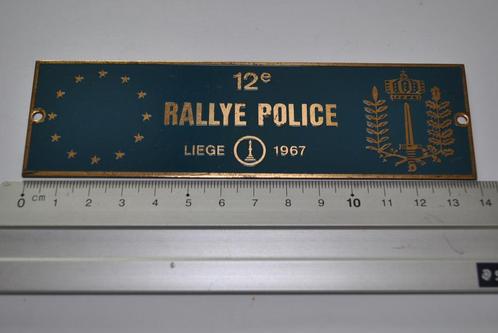 12e
RALLYE POLICE
LIEGE 1967
D
0 cm 1 2 3 4 5 6 7 8 9 10 11 12 13 14